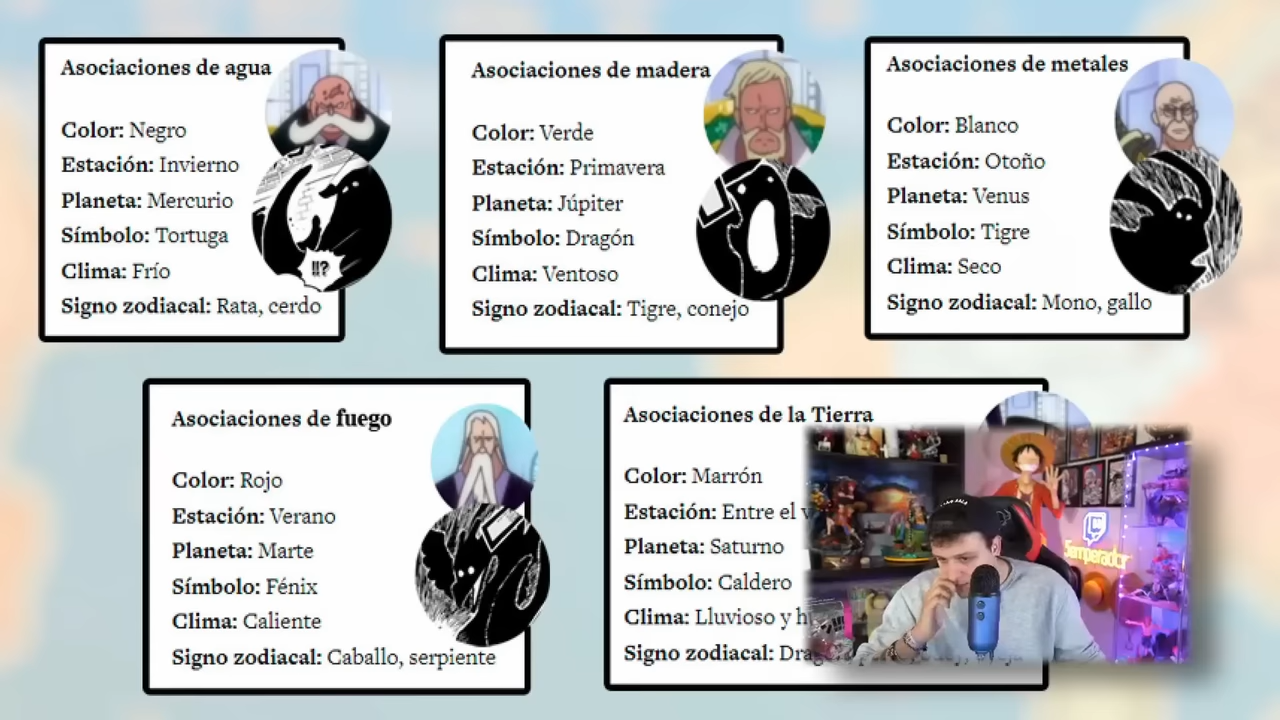 Asociaciones de agua
Color: Negro
Estación: Invierno
Planeta: Mercurio
Símbolo: Tortuga
Clima: Frío
Signo zodiacal: Rata, cerdo
!!?
Asociaciones de madera
Color: Verde
Estación: Primavera
Planeta: Júpiter
Símbolo: Dragón
Clima: Ventoso
Signo zodiacal: Tigre, conejo
Asociaciones de metales
Color: Blanco
Estación: Otoño
Planeta: Venus
Símbolo: Tigre
Clima: Seco
Signo zodiacal: Mono, gallo
Asociaciones de fuego
Color: Rojo
Estación: Verano
Planeta: Marte
Símbolo: Fénix
Clima: Caliente
Signo zodiacal: Caballo, serpiente
Asociaciones de la Tierra
Color: Marrón
Estación: Entre el
Planeta: Saturno
Símbolo: Caldero
Clima: Lluvioso y
Signo zodiacal: